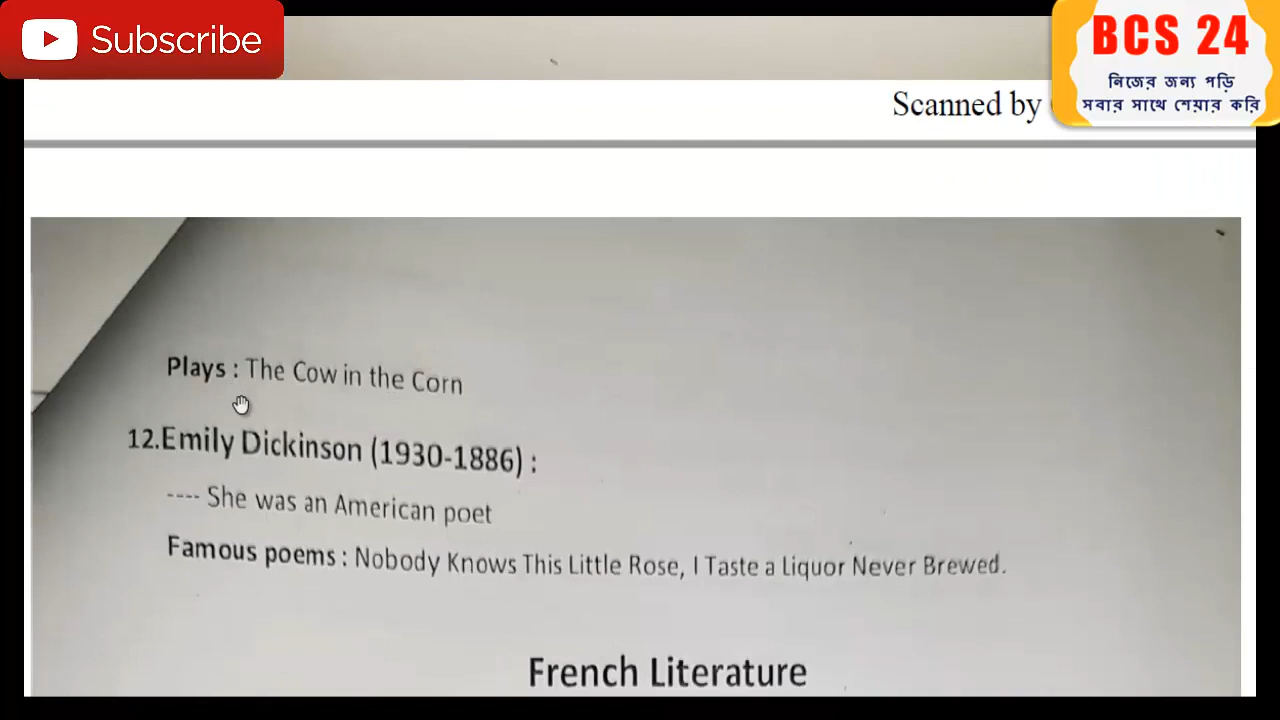 Subscribe
BCS 24
নিজের জন্য পড়ি
সবার সাথে শেয়ার করি
Scanned by
Plays : The Cow in the Corn
12.Emily Dickinson (1930-1886) :
---- She was an American poet
Famous poems : Nobody Knows This Little Rose, I Taste a Liquor Never Brewed.
French Literature